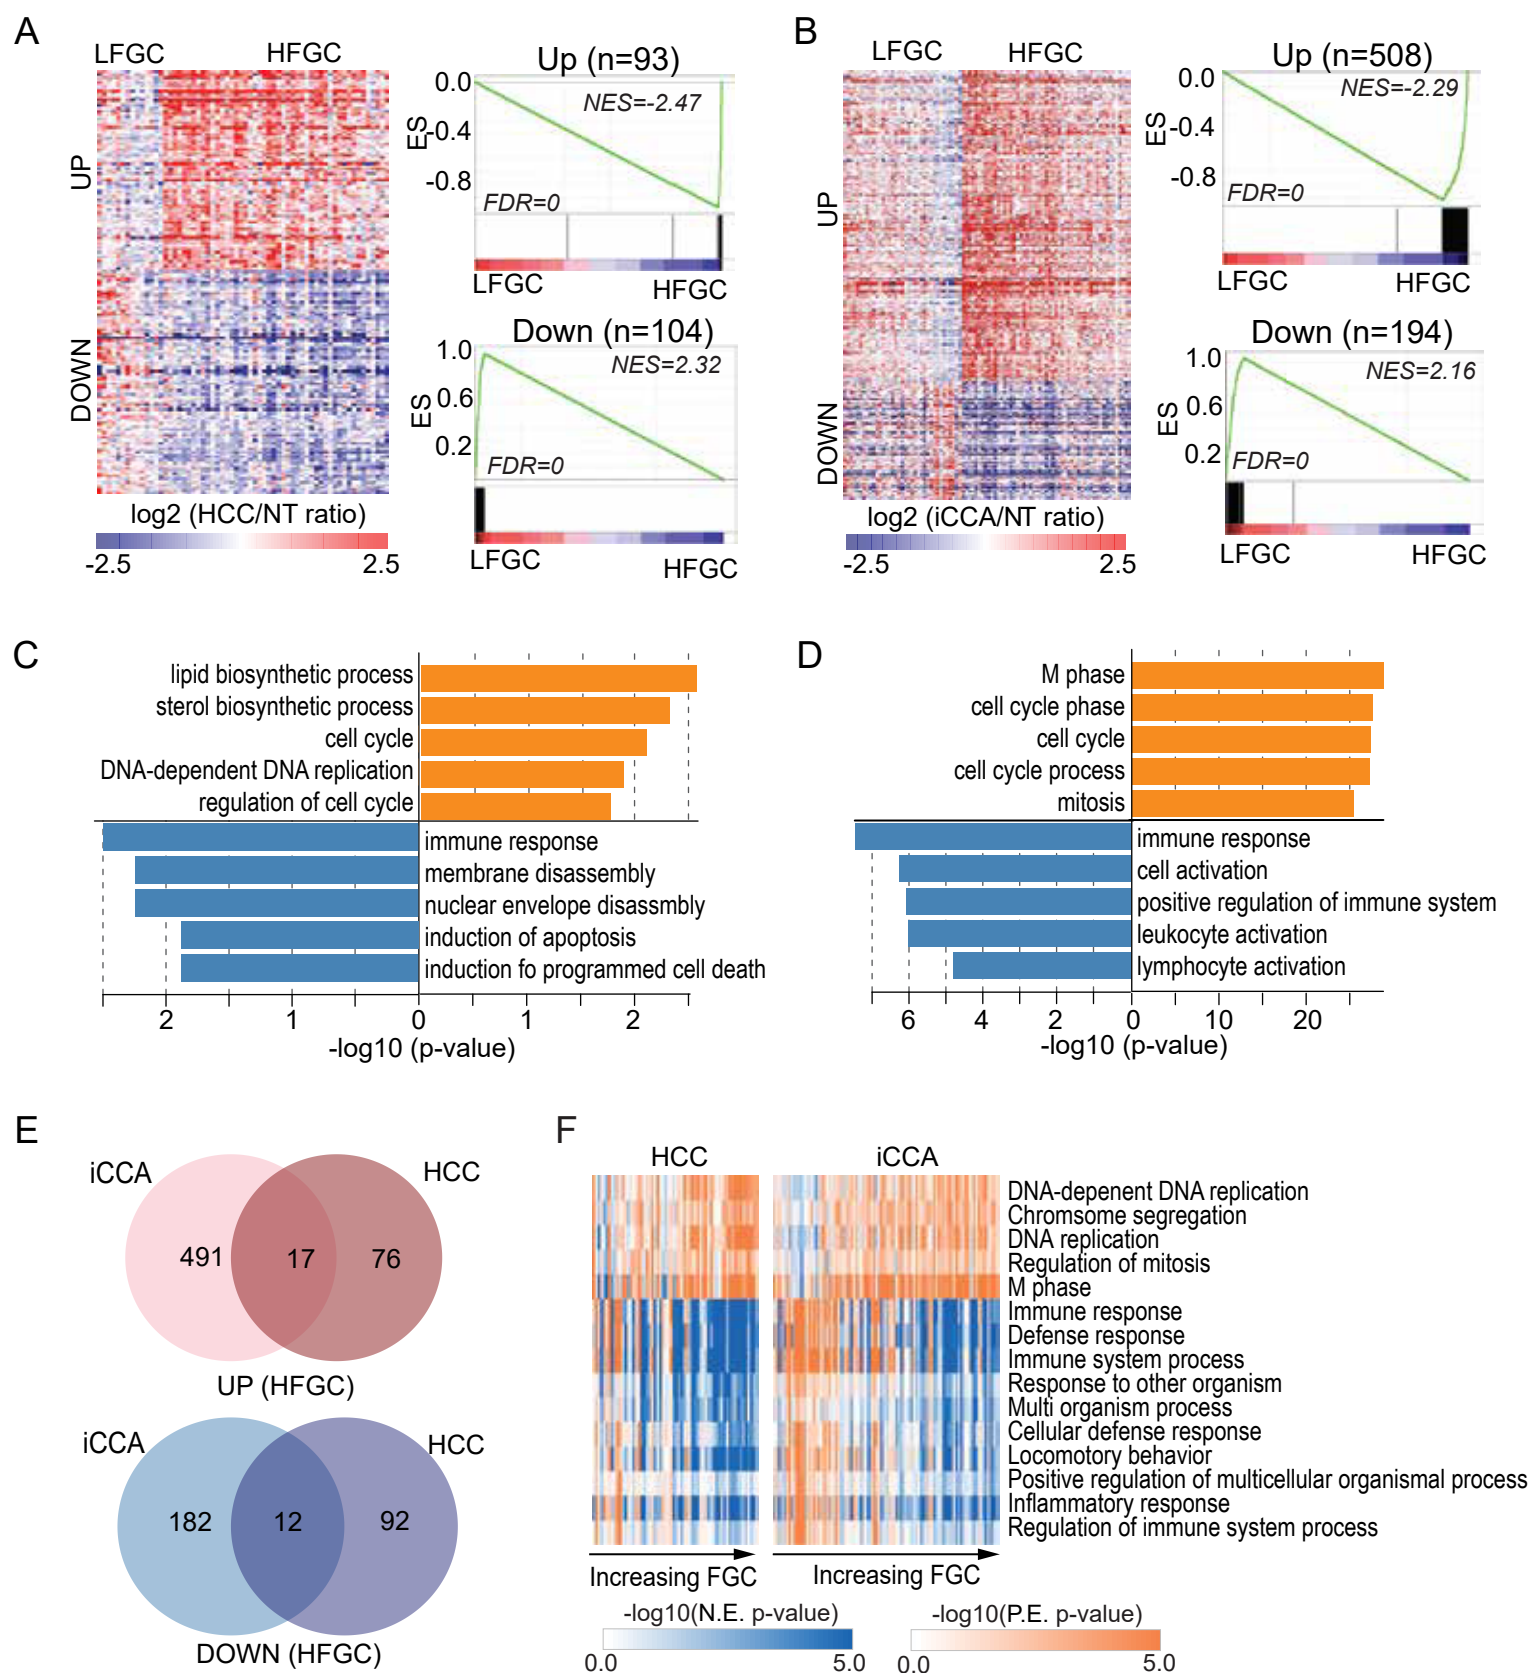 A
LFGC HFGC
UP
DOWN
log2 (HCC/NT ratio)
-2.5 2.5
Up (n=93)
NES=-2.47
ES
0.0
-0.4
-0.8
FDR=0
LFGC HFGC
Down (n=104)
NES=2.32
ES
1.0
0.6
0.2
FDR=0
LFGC HFGC
B
LFGC HFGC
UP
DOWN
log2 (iCCA/NT ratio)
-2.5 2.5
Up (n=508)
NES=-2.29
ES
0.0
-0.4
-0.8
FDR=0
LFGC HFGC
Down (n=194)
NES=2.16
ES
1.0
0.6
0.2
FDR=0
LFGC HFGC
C
lipid biosynthetic process
sterol biosynthetic process
cell cycle
DNA-dependent DNA replication
regulation of cell cycle
immune response
membrane disassembly
nuclear envelope disassmbly
induction of apoptosis
induction fo programmed cell death
2 1 0 1 2
-log10 (p-value)
D
M phase
cell cycle phase
cell cycle
cell cycle process
mitosis
immune response
cell activation
positive regulation of immune system
leukocyte activation
lymphocyte activation
6 4 2 0 10 20
-log10 (p-value)
E
iCCA HCC
491 17 76
UP (HFGC)
iCCA HCC
182 12 92
DOWN (HFGC)
F
HCC iCCA
DNA-depenent DNA replication
Chromsome segregation
DNA replication
Regulation of mitosis
M phase
Immune response
Defense response
Immune system process
Response to other organism
Multi organism process
Cellular defense response
Locomotory behavior
Positive regulation of multicellular organismal process
Inflammatory response
Regulation of immune system process
Increasing FGC Increasing FGC
-log10(N.E. p-value) -log10(P.E. p-value)
0.0 5.0 0.0 5.0